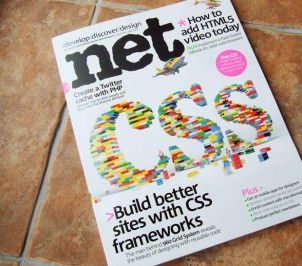 develop • discover • design
net
* How to
add HTML5
video today
Create a Twitter
cache with PHP
CSS
> Build better
sites with CSS
frameworks
The man behind 960 Grid System reveals
the beauty of designing with reusable code
Plus >